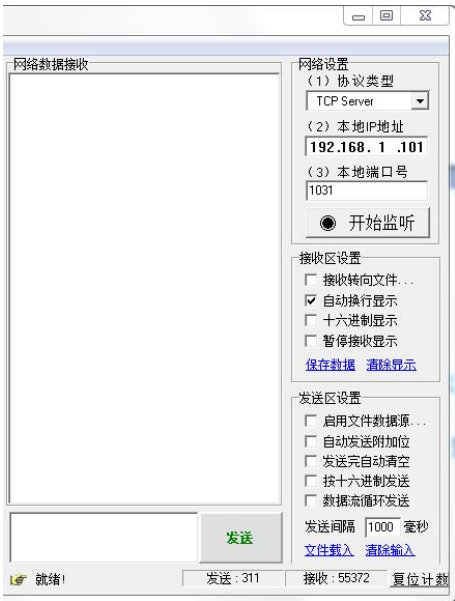 网络数据接收
网络设置
（1）协议类型
TCP Server
（2）本地IP地址
192.168. 1 .101
（3）本地端口号
1031
开始监听
接收区设置
接收转向文件...
自动换行显示
十六进制显示
暂停接收显示
保存数据 清除显示
发送区设置
启用文件数据源...
自动发送附加位
发送完自动清空
按十六进制发送
数据流循环发送
发送间隔 1000 毫秒
文件载入 清除输入
发送
就绪! 发送：311 接收：55372 复位计数